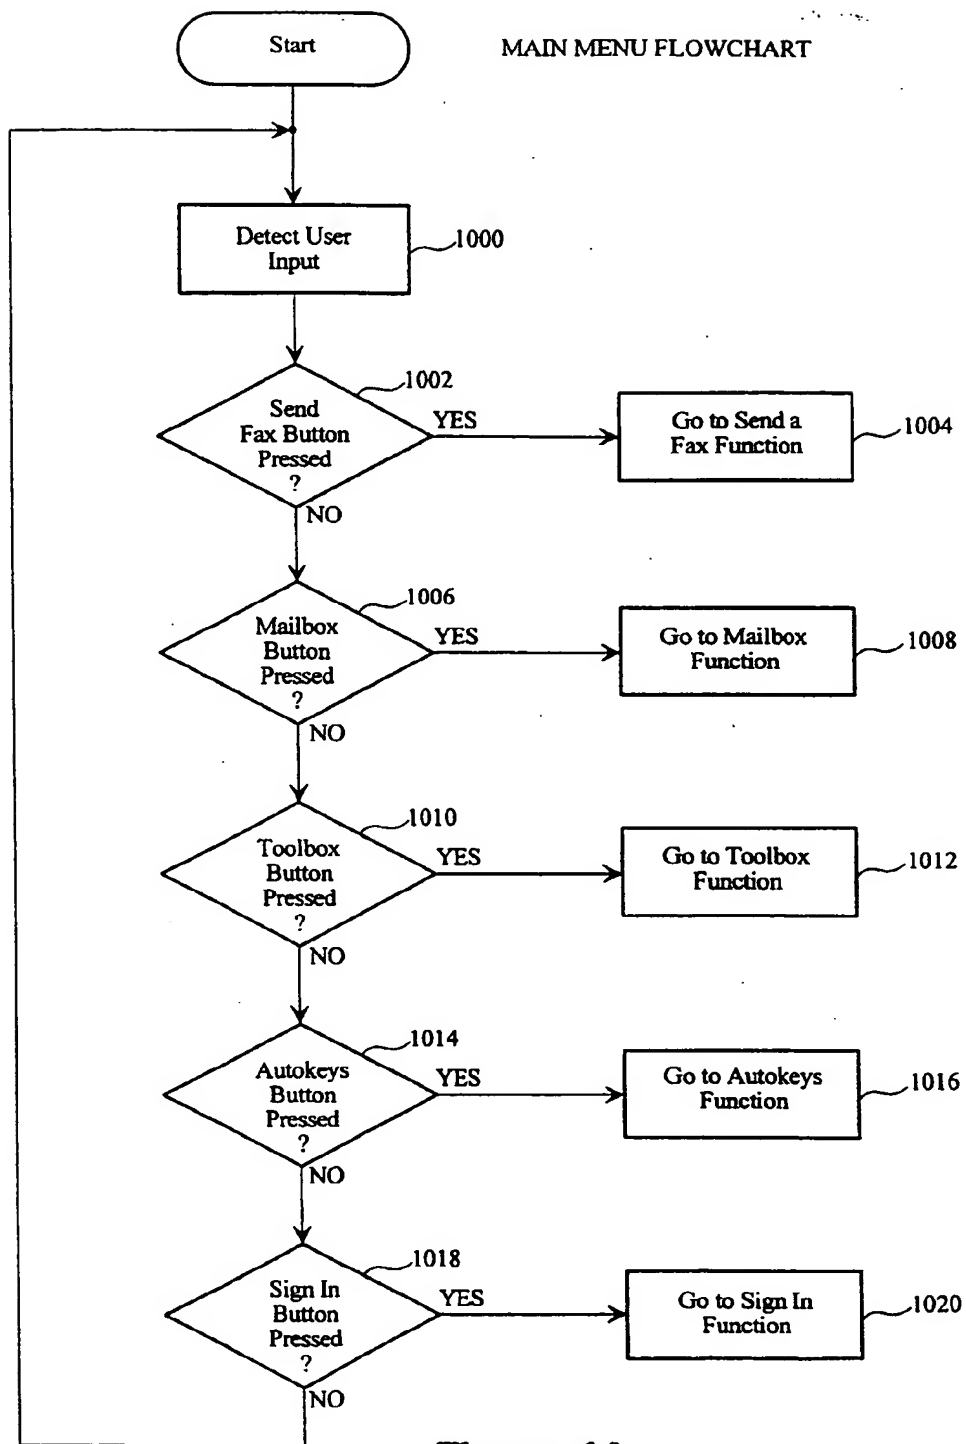 Start
MAIN MENU FLOWCHART
Detect User
Input
1000
Send
Fax Button
Pressed
?
1002
YES
NO
Go to Send a
Fax Function
1004
Mailbox
Button
Pressed
?
1006
YES
NO
Go to Mailbox
Function
1008
Toolbox
Button
Pressed
?
1010
YES
NO
Go to Toolbox
Function
1012
Autokeys
Button
Pressed
?
1014
YES
NO
Go to Autokeys
Function
1016
Sign In
Button
Pressed
?
1018
YES
NO
Go to Sign In
Function
1020